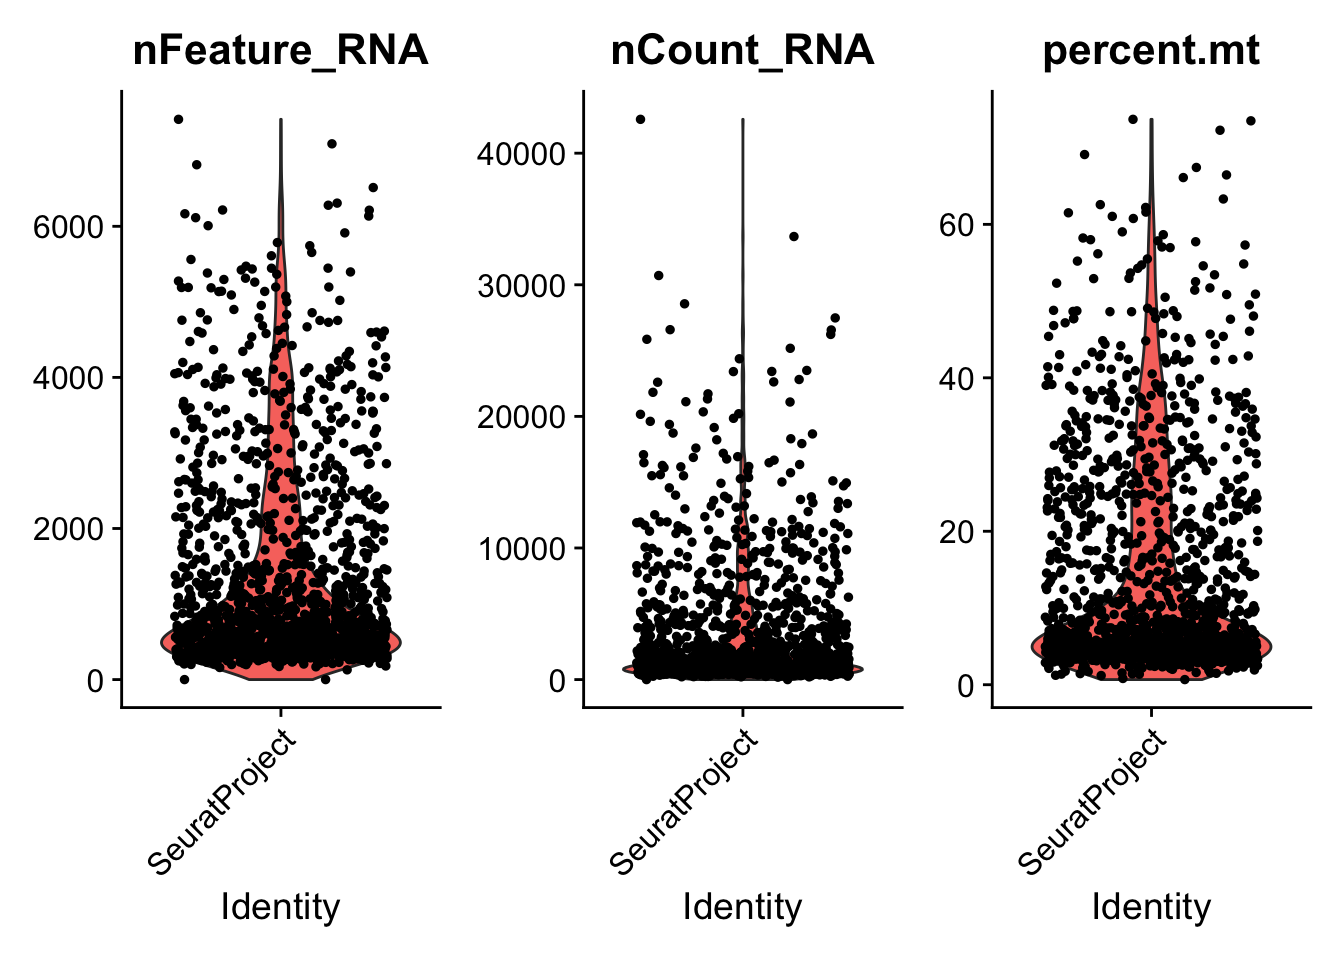 nFeature_RNA
6000
4000
2000
0
SeuratProject
Identity
nCount_RNA
40000
30000
20000
10000
0
SeuratProject
Identity
percent.mt
60
40
20
0
SeuratProject
Identity